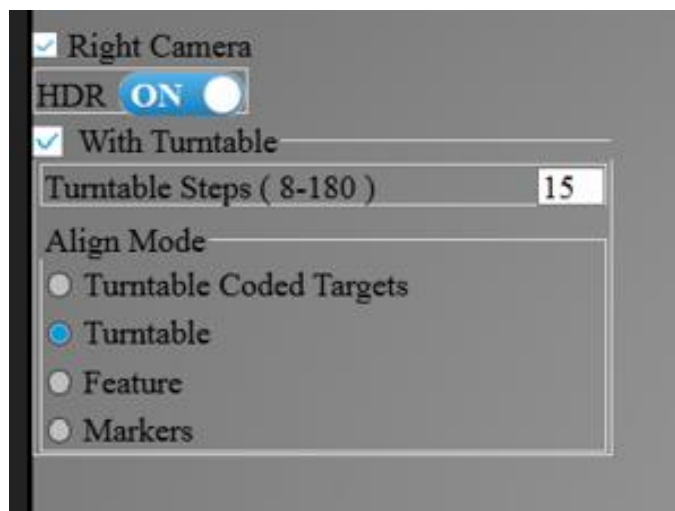 Right Camera
HDR ON
With Turntable
Turntable Steps ( 8-180 ) 15
Align Mode
Turntable Coded Targets
Turntable
Feature
Markers